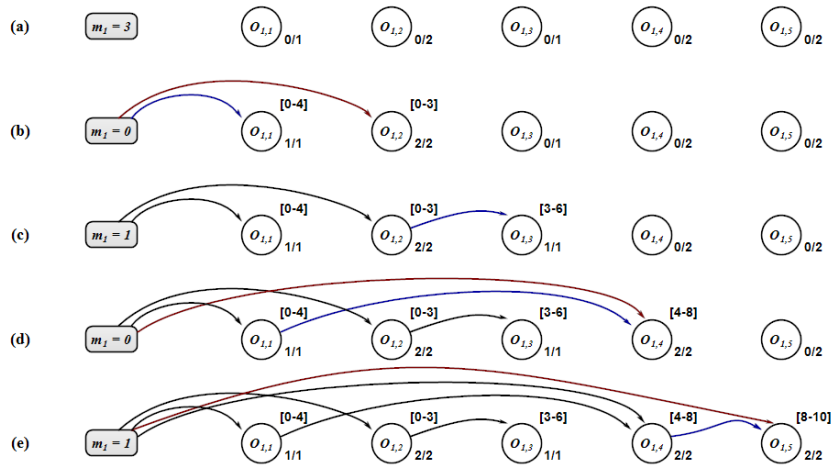 (a) m1 = 3 O1,1 0/1 O1,2 0/2 O1,3 0/1 O1,4 0/2 O1,5 0/2
[0-4] [0-3]
(b) m1 = 0 O1,1 1/1 O1,2 2/2 O1,3 0/1 O1,4 0/2 O1,5 0/2
[0-4] [0-3] [3-6]
(c) m1 = 1 O1,1 1/1 O1,2 2/2 O1,3 1/1 O1,4 0/2 O1,5 0/2
[0-4] [0-3] [3-6] [4-8]
(d) m1 = 0 O1,1 1/1 O1,2 2/2 O1,3 1/1 O1,4 2/2 O1,5 0/2
[0-4] [0-3] [3-6] [4-8] [8-10]
(e) m1 = 1 O1,1 1/1 O1,2 2/2 O1,3 1/1 O1,4 2/2 O1,5 2/2